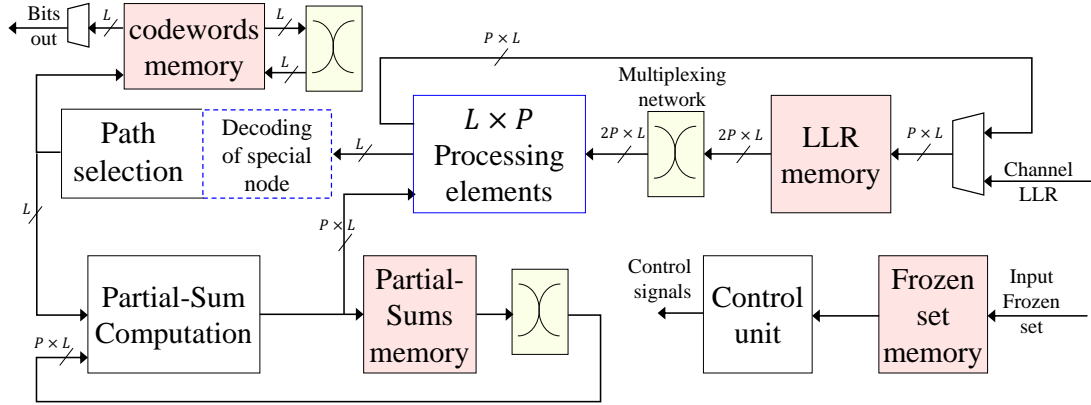 Bits
out
L
codewords
memory
L
L
P × L
Multiplexing
network
Path
selection
Decoding
of special
node
L
L × P
Processing
elements
2P × L
2P × L
LLR
memory
P × L
Channel
LLR
L
P × L
Partial-Sum
Computation
P × L
Partial-
Sums
memory
Control
signals
Control
unit
Frozen
set
memory
Input
Frozen
set